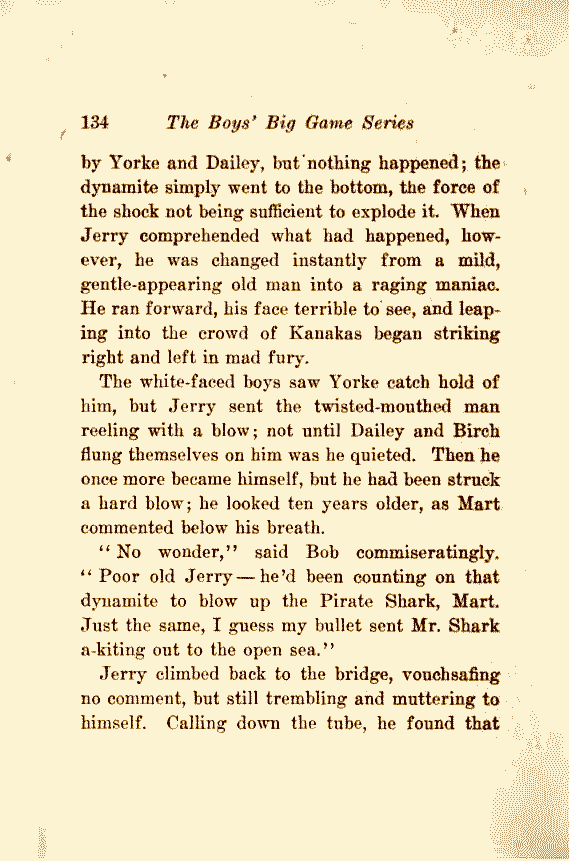 134 The Boys' Big Game Series
by Yorke and Dailey, but nothing happened; the
dynamite simply went to the bottom, the force of
the shock not being sufficient to explode it. When
Jerry comprehended what had happened, how-
ever, he was changed instantly from a mild,
gentle-appearing old man into a raging maniac.
He ran forward, his face terrible to see, and leap-
ing into the crowd of Kanakas began striking
right and left in mad fury.
The white-faced boys saw Yorke catch hold of
him, but Jerry sent the twisted-mouthed man
reeling with a blow; not until Dailey and Birch
flung themselves on him was he quieted. Then he
once more became himself, but he had been struck
a hard blow; he looked ten years older, as Mart
commented below his breath.
"No wonder," said Bob commiseratingly.
"Poor old Jerry—he'd been counting on that
dynamite to blow up the Pirate Shark, Mart.
Just the same, I guess my bullet sent Mr. Shark
a-kiting out to the open sea."
Jerry climbed back to the bridge, vouchsafing
no comment, but still trembling and muttering to
himself. Calling down the tube, he found that